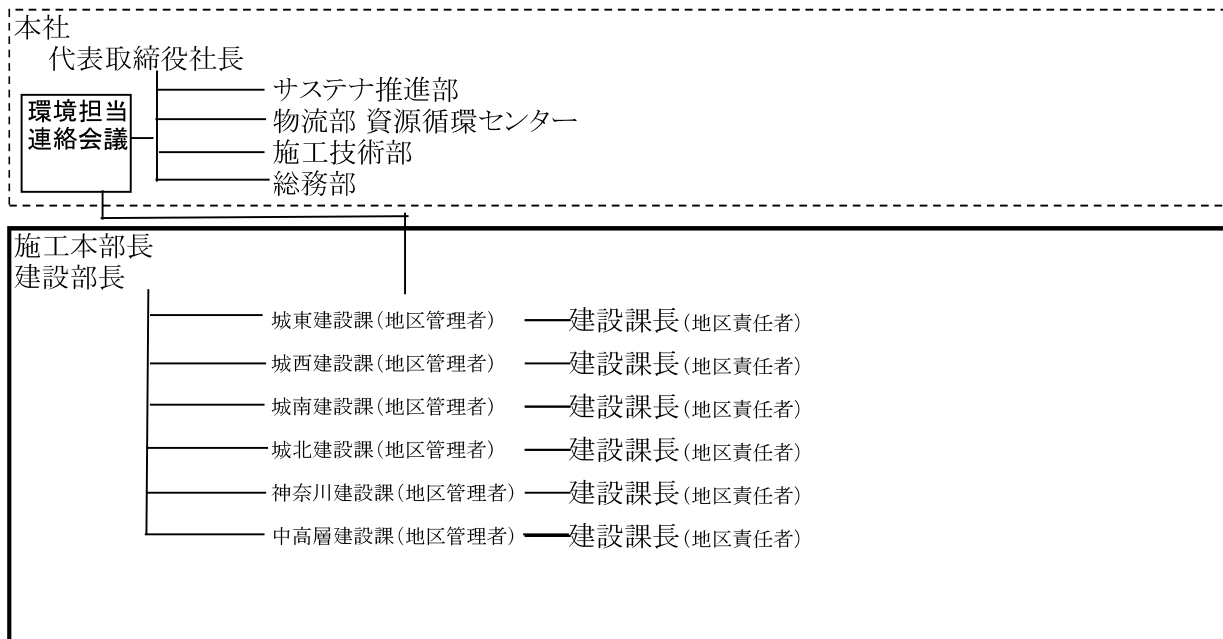 本社
代表取締役社長
環境担当
連絡会議
サステナ推進部
物流部 資源循環センター
施工技術部
総務部
施工本部長
建設部長
城東建設課(地区管理者) 建設課長(地区責任者)
城西建設課(地区管理者) 建設課長(地区責任者)
城南建設課(地区管理者) 建設課長(地区責任者)
城北建設課(地区管理者) 建設課長(地区責任者)
神奈川建設課(地区管理者) 建設課長(地区責任者)
中高層建設課(地区管理者) 建設課長(地区責任者)